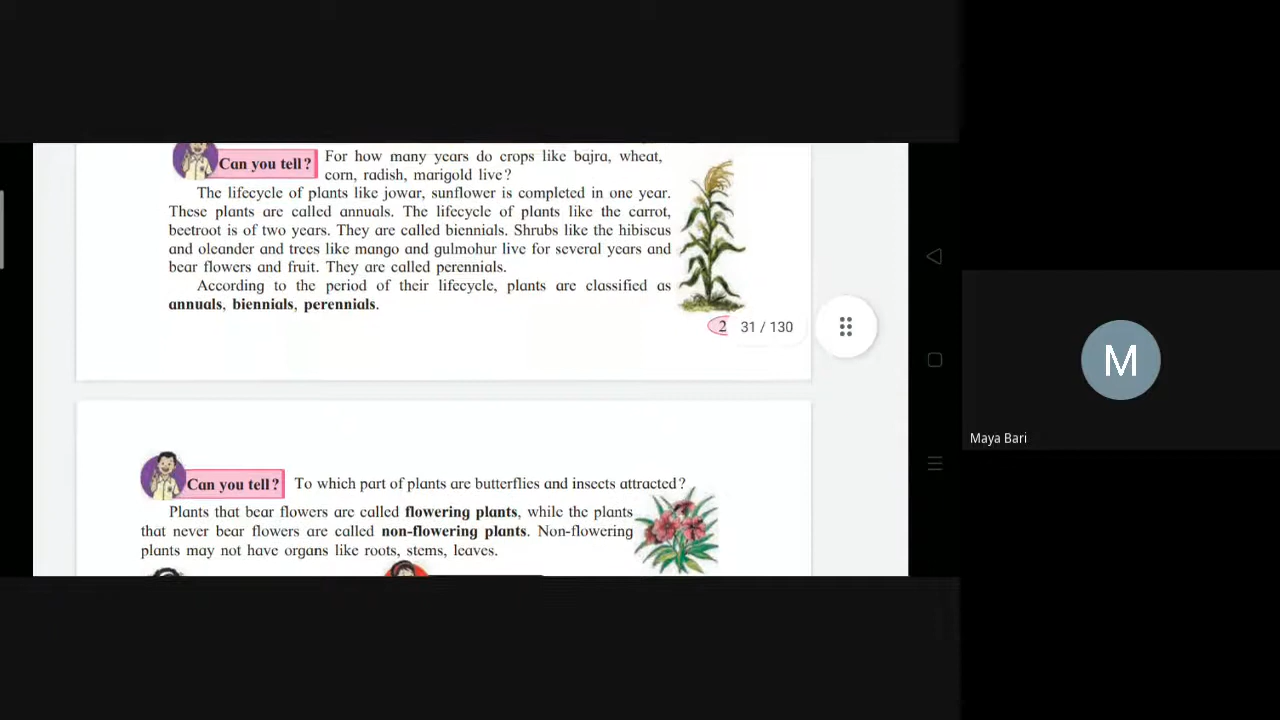 Can you tell?
For how many years do crops like bajra, wheat,
corn, radish, marigold live?
The lifecycle of plants like jowar, sunflower is completed in one year.
These plants are called annuals. The lifecycle of plants like the carrot,
beetroot is of two years. They are called biennials. Shrubs like the hibiscus
and oleander and trees like mango and gulmohur live for several years and
bear flowers and fruit. They are called perennials.
According to the period of their lifecycle, plants are classified as
annuals, biennials, perennials.
2 31 / 130
Can you tell? To which part of plants are butterflies and insects attracted?
Plants that bear flowers are called flowering plants, while the plants
that never bear flowers are called non-flowering plants. Non-flowering
plants may not have organs like roots, stems, leaves.
M
Maya Bari